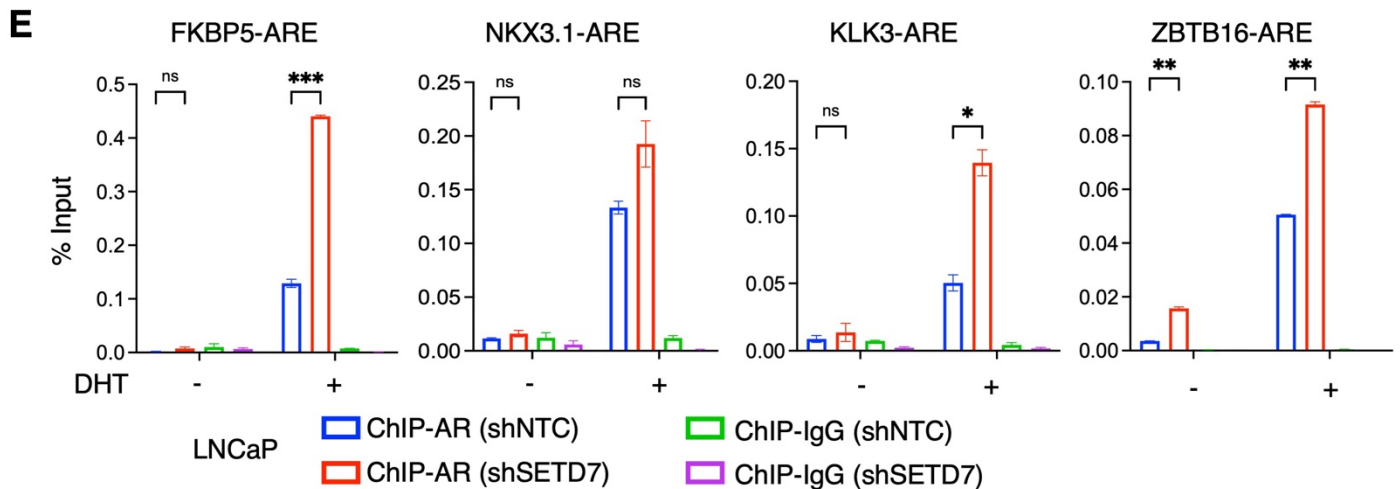 E
FKBP5-ARE NKX3.1-ARE KLK3-ARE ZBTB16-ARE
% Input
0.5
0.4
0.3
0.2
0.1
0.0
ns ***
0.25
0.20
0.15
0.10
0.05
0.00
ns ns
0.20
0.15
0.10
0.05
0.00
ns *
0.10
0.08
0.06
0.04
0.02
0.00
** **
DHT - + - + - + - +
LNCaP
ChIP-AR (shNTC) ChIP-IgG (shNTC)
ChIP-AR (shSETD7) ChIP-IgG (shSETD7)